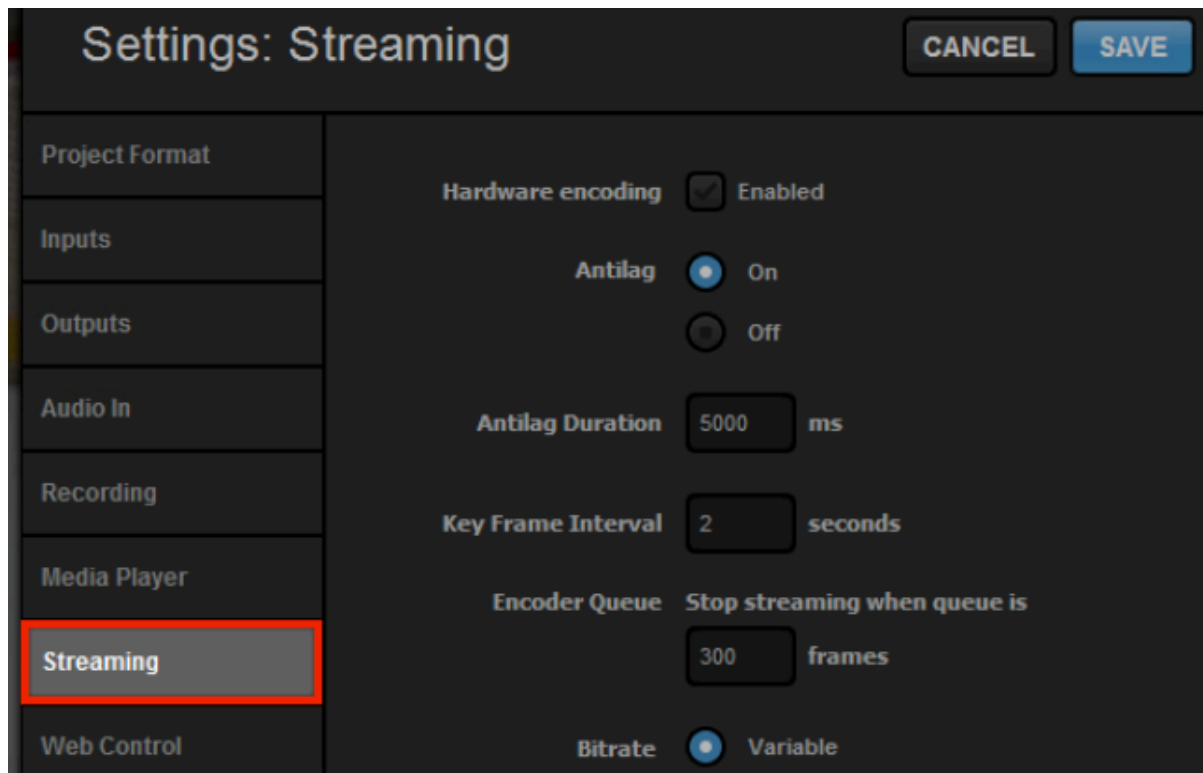 Settings: Streaming
CANCEL
SAVE
Project Format
Inputs
Outputs
Audio In
Recording
Media Player
Streaming
Web Control
Hardware encoding Enabled
Antilag On
Off
Antilag Duration 5000 ms
Key Frame Interval 2 seconds
Encoder Queue Stop streaming when queue is
300 frames
Bitrate Variable